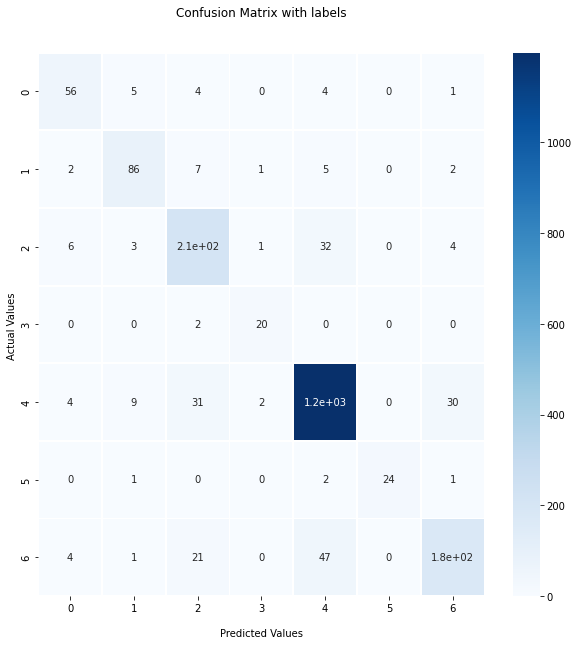 Confusion Matrix with labels
0 56 5 4 0 4 0 1
1 2 86 7 1 5 0 2
2 6 3 2.1e+02 1 32 0 4
3 0 0 2 20 0 0 0
4 4 9 31 2 1.2e+03 0 30
5 0 1 0 0 2 24 1
6 4 1 21 0 47 0 1.8e+02
0 1 2 3 4 5 6
Actual Values
Predicted Values
1000
800
600
400
200
0